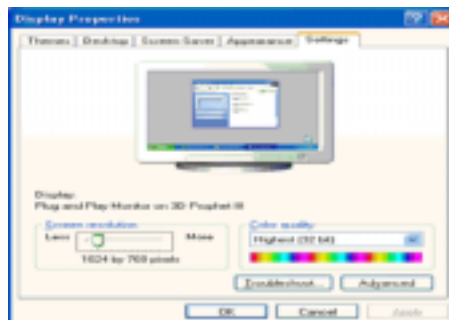 Display Properties
Themes Desktop Screen Saver Appearance Settings
Display:
Plug and Play Monitor on 3D Prophet III
Screen resolution
Less More
1024 by 768 pixels
Color quality
Highest (32 bit)
Troubleshoot... Advanced
OK Cancel Apply